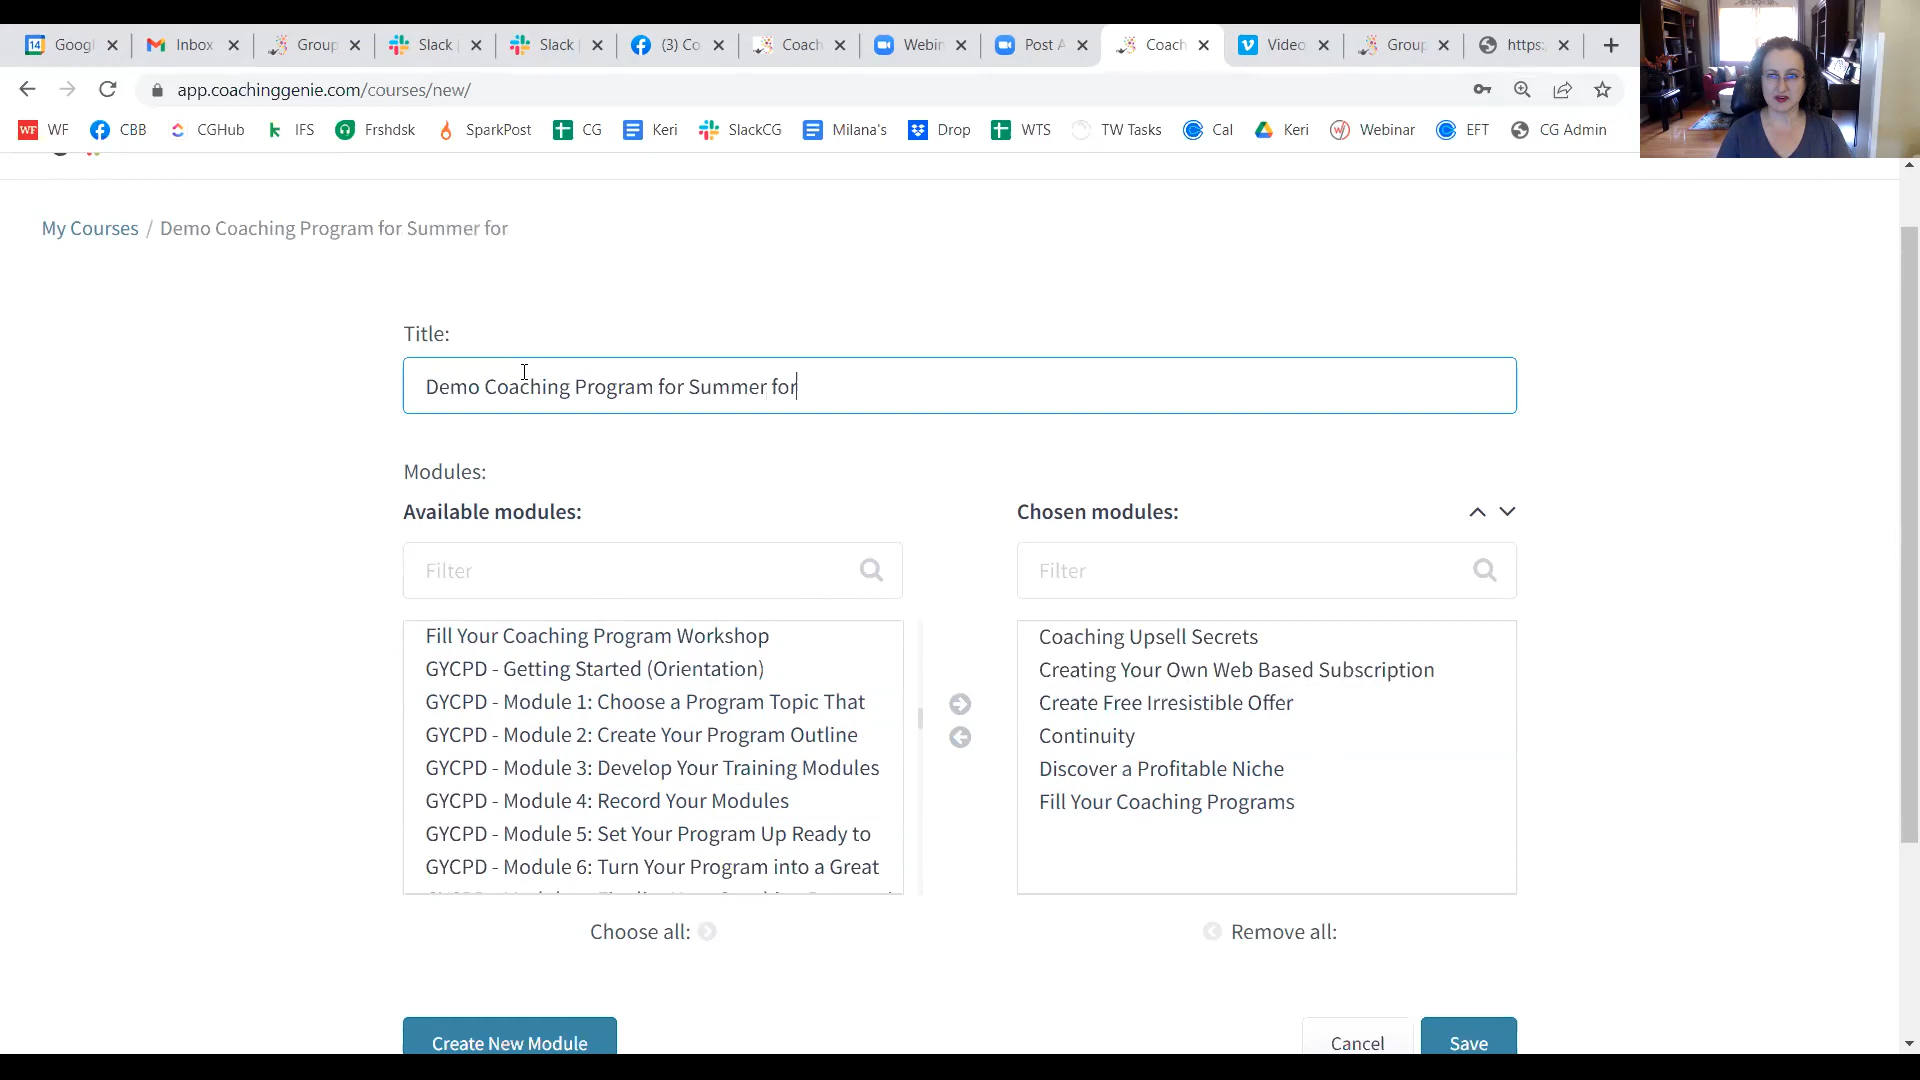 14 Googl
Inbox
Group
Slack
Slack
(3) Co
Coach
Webin
Post A
Coach
Video
Group
https:
app.coachinggenie.com/courses/new/
WF WF
CBB
CGHub
IFS
Frshdsk
SparkPost
CG
Keri
SlackCG
Milana's
Drop
WTS
TW Tasks
Cal
Keri
Webinar
EFT
CG Admin
My Courses / Demo Coaching Program for Summer for
Title:
Demo Coaching Program for Summer for
Modules:
Available modules:
Filter
Fill Your Coaching Program Workshop
GYCPD - Getting Started (Orientation)
GYCPD - Module 1: Choose a Program Topic That
GYCPD - Module 2: Create Your Program Outline
GYCPD - Module 3: Develop Your Training Modules
GYCPD - Module 4: Record Your Modules
GYCPD - Module 5: Set Your Program Up Ready to
GYCPD - Module 6: Turn Your Program into a Great
Choose all:
Chosen modules:
Filter
Coaching Upsell Secrets
Creating Your Own Web Based Subscription
Create Free Irresistible Offer
Continuity
Discover a Profitable Niche
Fill Your Coaching Programs
Remove all:
Create New Module
Cancel
Save